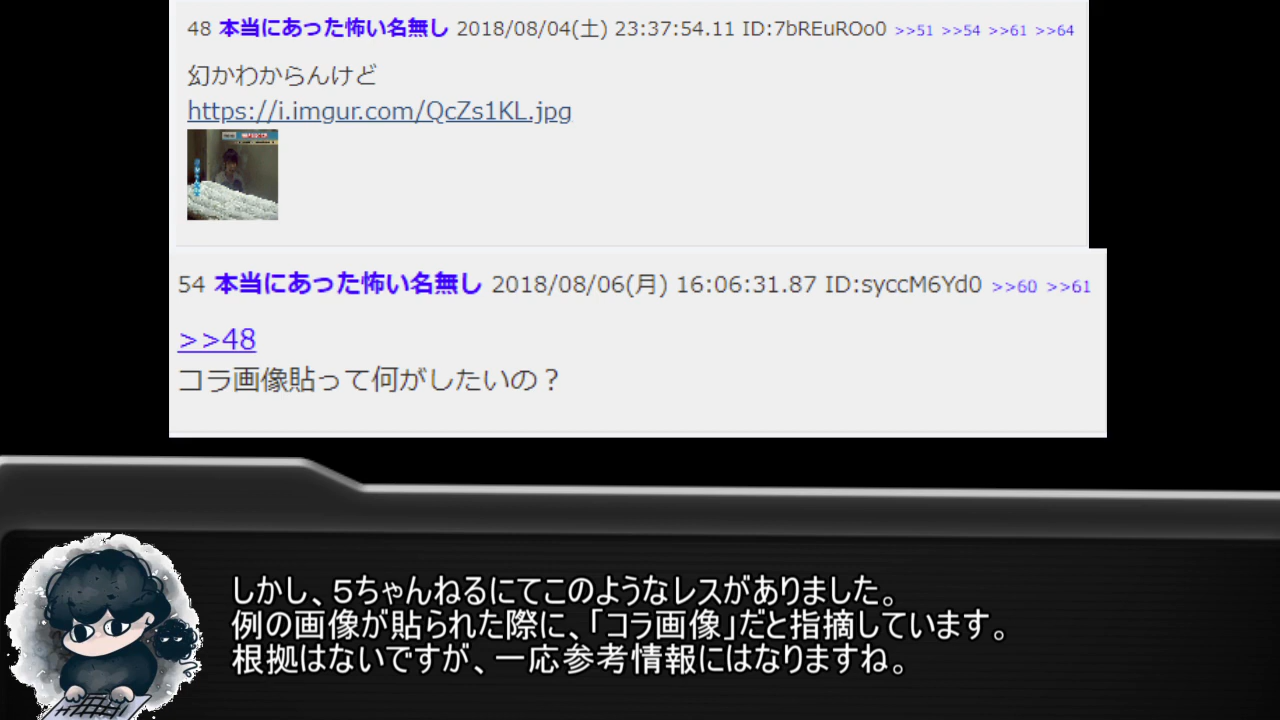 48 本当にあった怖い名無し 2018/08/04(土) 23:37:54.11 ID:7bREuROo0 >>51 >>54 >>61 >>64
幻かわからんけど
https://i.imgur.com/QcZs1KL.jpg
54 本当にあった怖い名無し 2018/08/06(月) 16:06:31.87 ID:syccM6Yd0 >>60 >>61
>>48
コラ画像貼って何がしたいの？
しかし、５ちゃんねるにてこのようなレスがありました。
例の画像が貼られた際に、「コラ画像」だと指摘しています。
根拠はないですが、一応参考情報にはなりますね。